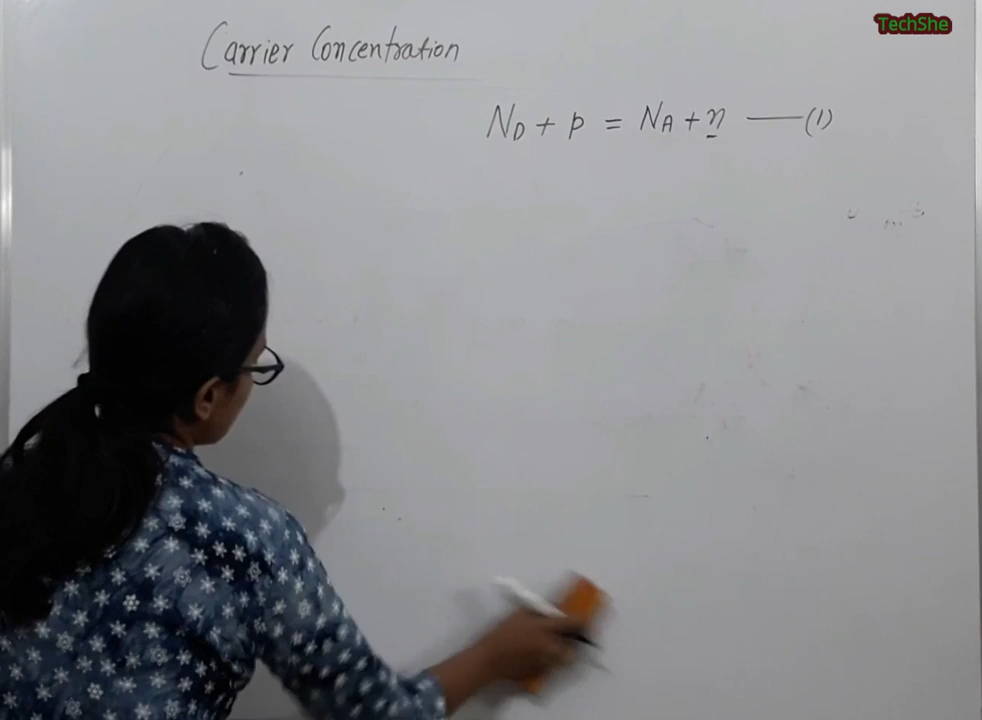 TechShe
Carrier Concentration
N_D + p = N_A + n —(1)